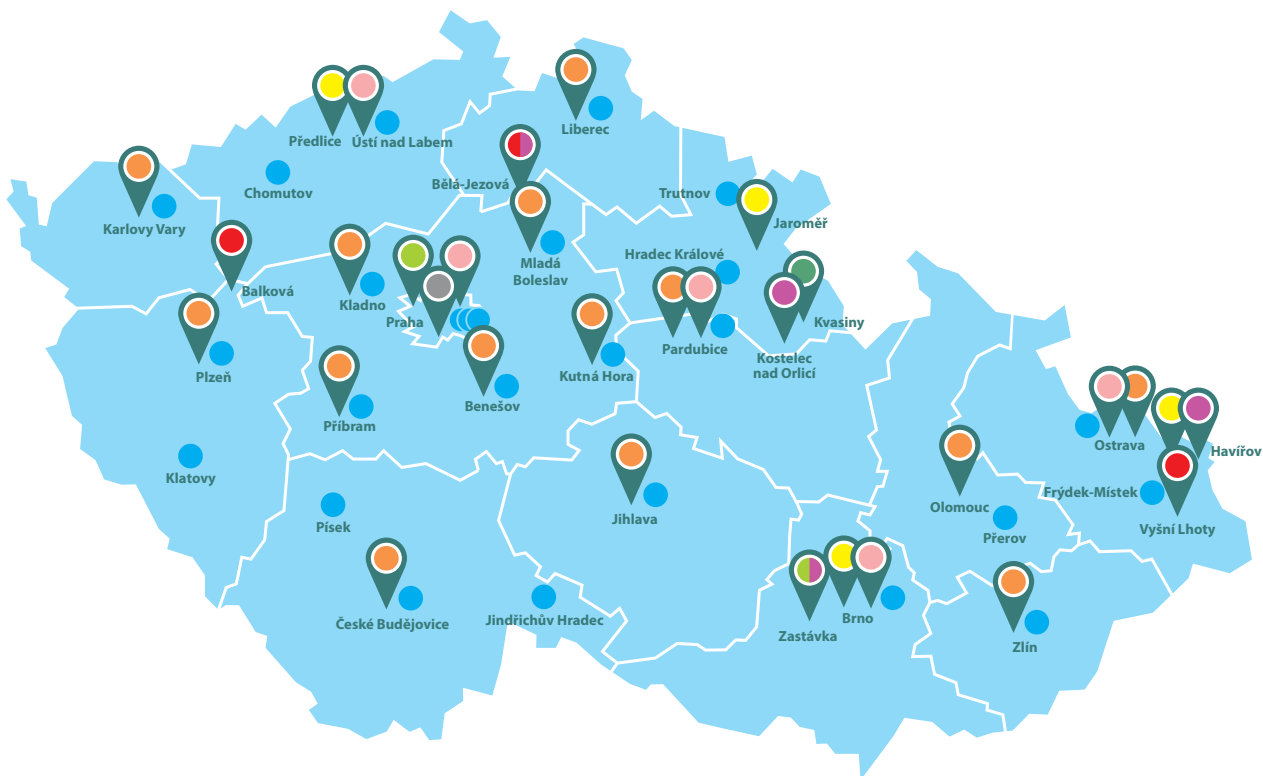 Liberec
Předlice
Ústí nad Labem
Bělá-Jezová
Chomutov
Trutnov
Karlovy Vary
Jaroměř
Hradec Králové
Mladá
Boleslav
Balková
Kladno
Praha
Kvasiny
Pardubice
Kostelec
nad Orlicí
Plzeň
Kutná Hora
Benešov
Příbram
Ostrava
Havířov
Klatovy
Frýdek-Místek
Olomouc
Jihlava
Písek
Vyšní Lhoty
Přerov
České Budějovice
Jindřichův Hradec
Brno
Zastávka
Zlín